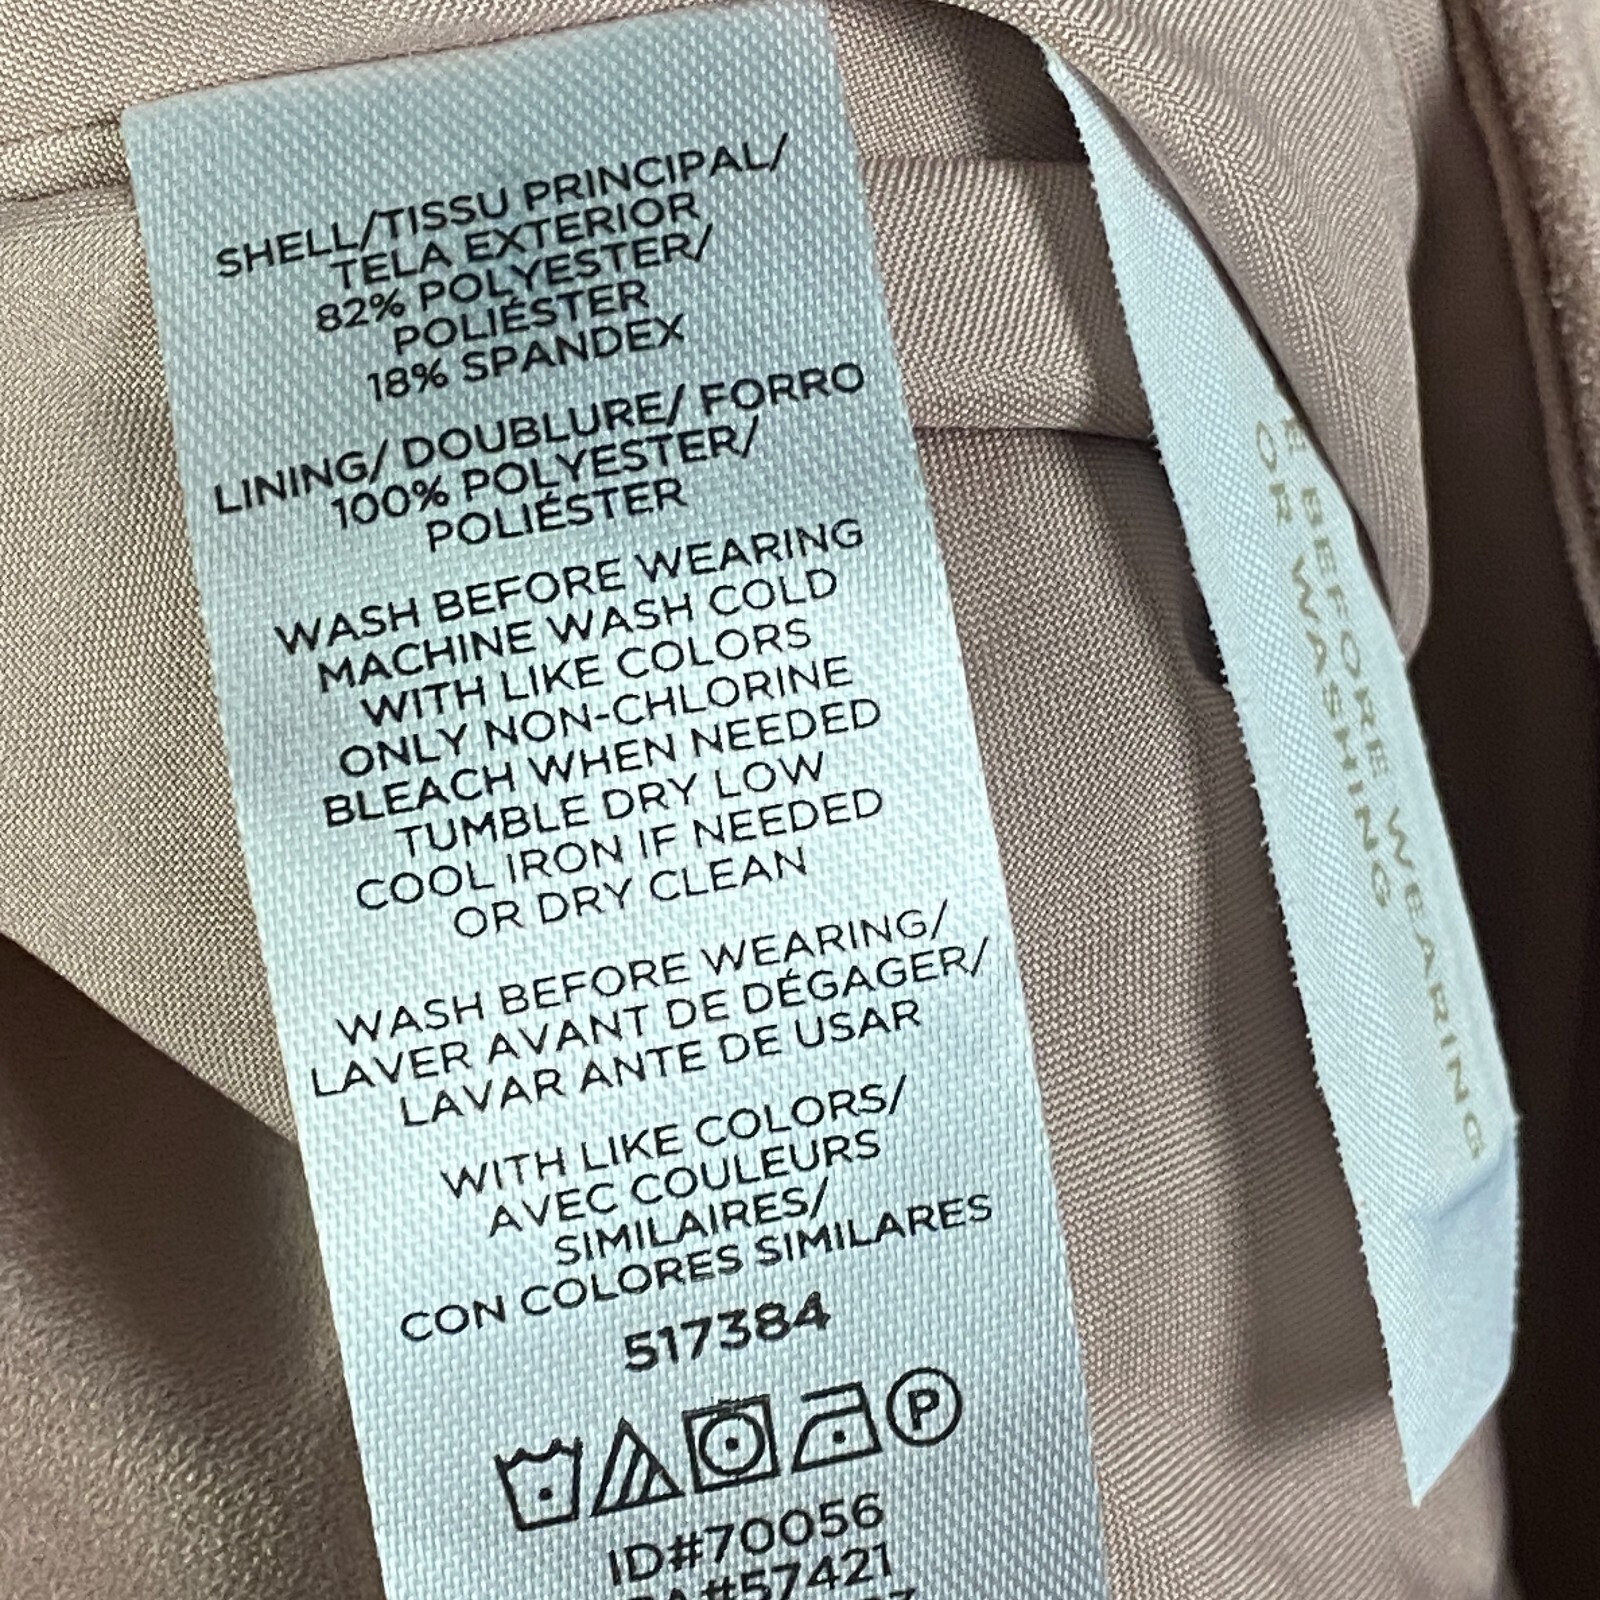 SHELL/TISSU PRINCIPAL/
TELA EXTERIOR
82% POLYESTER/
POLIÉSTER
18% SPANDEX
LINING/ DOUBLURE/ FORRO
100% POLYESTER/
POLIÉSTER
WASH BEFORE WEARING
MACHINE WASH COLD
WITH LIKE COLORS
ONLY NON-CHLORINE
BLEACH WHEN NEEDED
TUMBLE DRY LOW
COOL IRON IF NEEDED
OR DRY CLEAN
WASH BEFORE WEARING/
LAVER AVANT DE DÉGAGER/
LAVAR ANTE DE USAR
WITH LIKE COLORS/
AVEC COULEURS
SIMILAIRES/
CON COLORES SIMILARES
517384
P
ID#70056
#57421
BEFORE WEARING
OR WASHING